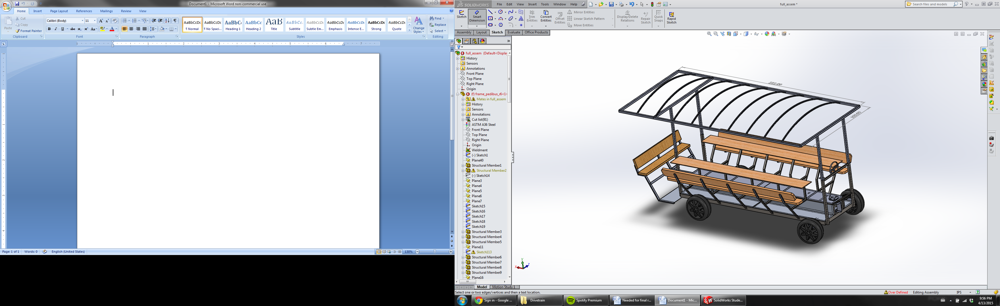 Document1 - Microsoft Word non-commercial use
Home Insert Page Layout References Mailings Review View
Paste
Cut
Copy
Format Painter
Clipboard
Calibri (Body) 11
Font
Paragraph
AaBbCcDc AaBbCcDc AaBbC AaBbCc AaB AaBbCc. AaBbCcDc AaBbCcDc AaBbCcDc AaBbCcDc AaBbCcDc
¶ Normal ¶ No Spaci... Heading 1 Heading 2 Title Subtitle Subtle Em... Emphasis Intense E... Strong Quote
Change Styles
Styles
Find
Replace
Select
Editing
Page: 1 of 1 Words: 0 English (United States) 130%
SOLIDWORKS File Edit View Insert Tools Window Help full_assem * Search files and models
Sketch
Smart Dimension
Trim Entities
Convert Entities
Offset Entities
Mirror Entities
Linear Sketch Pattern
Move Entities
Display/Delete Relations
Repair Sketch
Quick Snaps
Rapid Sketch
Assembly Layout Sketch Evaluate Office Products
full_assem (Default<Display
History
Sensors
Annotations
Front Plane
Top Plane
Right Plane
Origin
(f) frame_pedibus_r6<1>
Mates in full_assem
History
Sensors
Annotations
Cut list(91)
ASTM A36 Steel
Front Plane
Top Plane
Right Plane
Origin
Weldment
(-) Sketch1
Plane40
Structural Member1
Structural Member2
(-) Sketch14
Plane3
Plane4
Plane5
Plane6
Plane7
Sketch15
Sketch16
Sketch17
Sketch18
Sketch19
Structural Member3
Structural Member4
Structural Member5
Plane11
Sketch113
Structural Member6
Structural Member7
Structural Member8
Structural Member9
Plane16
Y
X Z
Model Motion Study 1
Select one or two edges/vertices and then a text location. Over Defined Editing Assembly IPS
Sign in - Google ... Drivetrain Spotify Premium Needed for final r... Document1 - Mic... SolidWorks Stude...
9:56 PM
4/13/2015